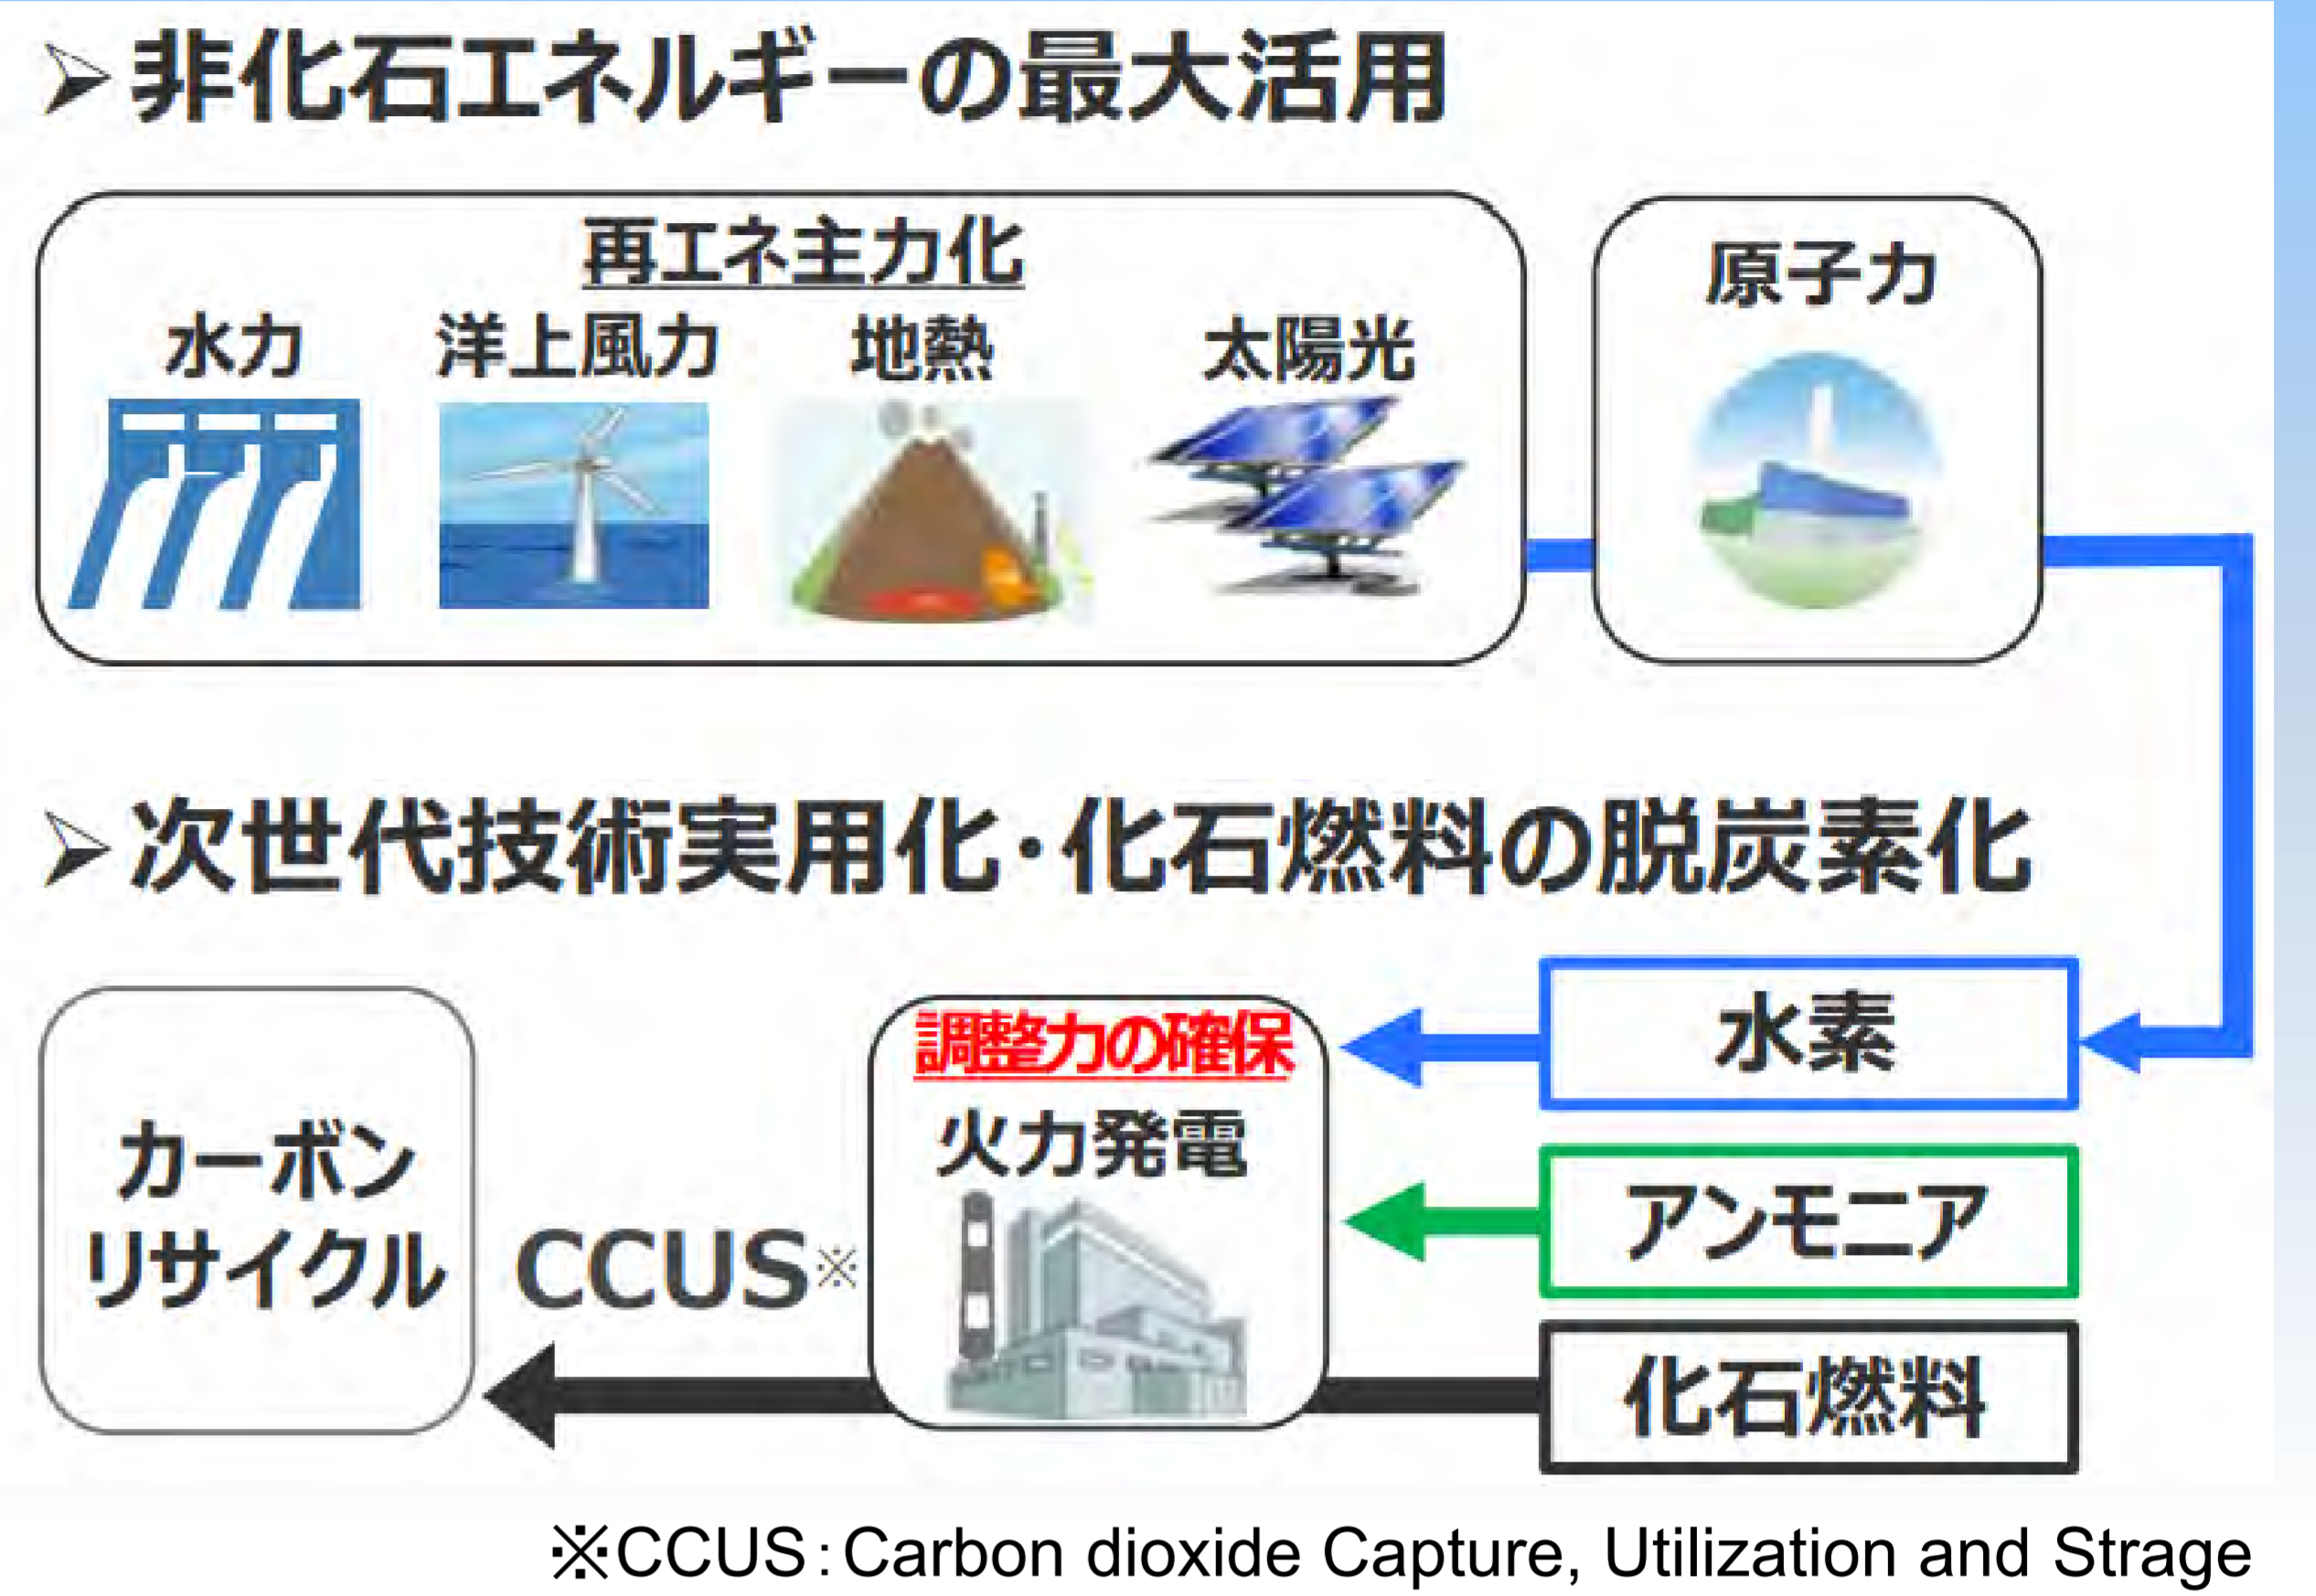 ➢非化石エネルギーの最大活用
再エネ主力化
水力 洋上風力 地熱 太陽光
原子力
➢次世代技術実用化・化石燃料の脱炭素化
カーボン
リサイクル
CCUS※
調整力の確保
火力発電
水素
アンモニア
化石燃料
※CCUS：Carbon dioxide Capture, Utilization and Strage